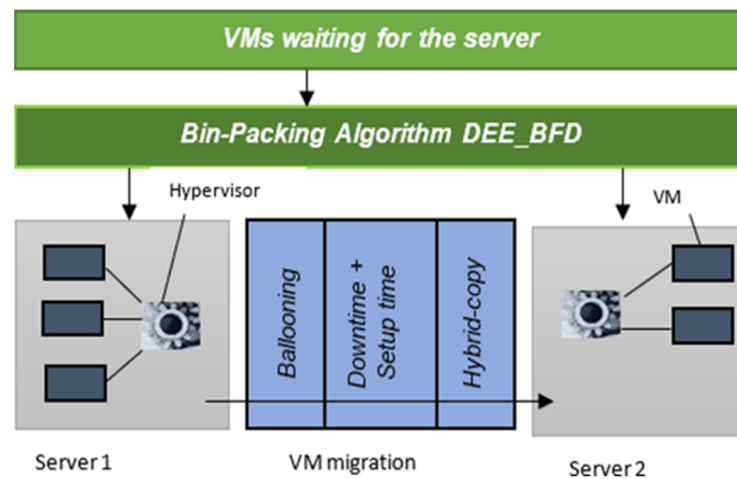 VMs waiting for the server
Bin-Packing Algorithm DEE_BFD
Hypervisor
VM
Ballooning
Downtime +
Setup time
Hybrid-copy
Server 1
VM migration
Server 2